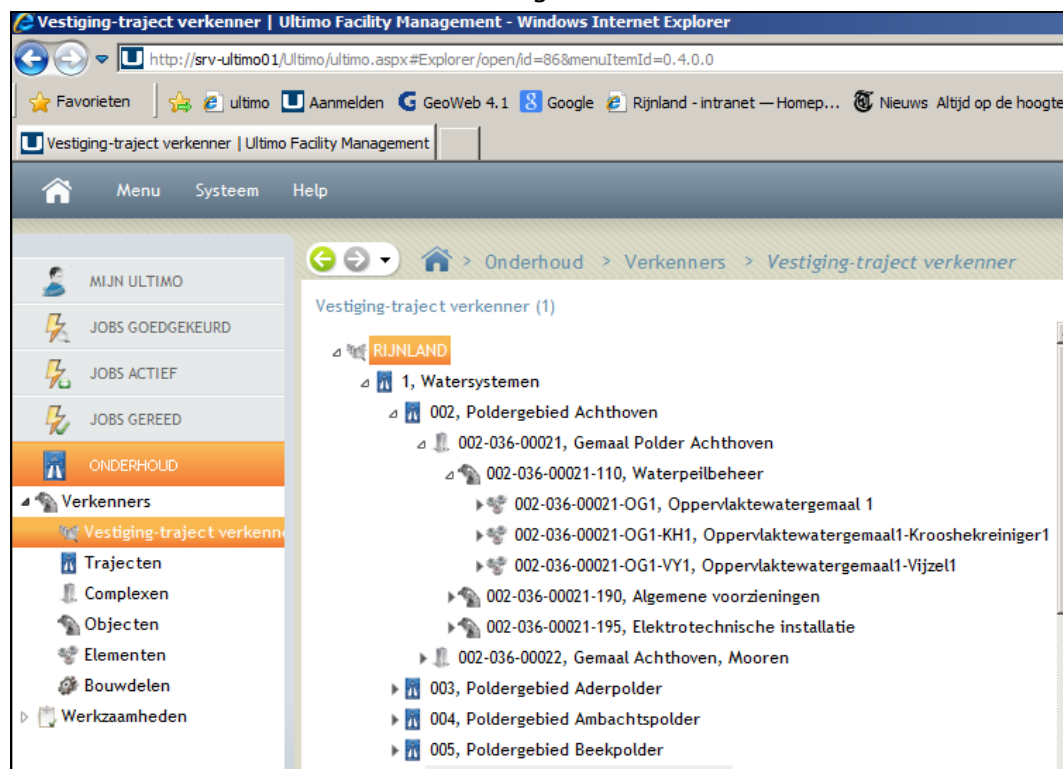 Vestiging-traject verkenner | Ultimo Facility Management - Windows Internet Explorer
http://srv-ultimo01/Ultimo/ultimo.aspx#Explorer/open/id=86&menuItemId=0.4.0.0
Favorieten ultimo Aanmelden GeoWeb 4.1 Google Rijnland - intranet — Homep... Nieuws Altijd op de hoogte
Vestiging-traject verkenner | Ultimo Facility Management
Menu Systeem Help
Onderhoud > Verkenners > Vestiging-traject verkenner
MIJN ULTIMO
JOBS GOEDGEKEURD
JOBS ACTIEF
JOBS GEREED
ONDERHOUD
Verkenners
Vestiging-traject verkenne
Trajecten
Complexen
Objecten
Elementen
Bouwdelen
Werkzaamheden
Vestiging-traject verkenner (1)
RIJNLAND
1, Watersystemen
002, Poldergebied Achthoven
002-036-00021, Gemaal Polder Achthoven
002-036-00021-110, Waterpeilbeheer
002-036-00021-OG1, Oppervlaktewatergemaal 1
002-036-00021-OG1-KH1, Oppervlaktewatergemaal1-Krooshekreiniger1
002-036-00021-OG1-VY1, Oppervlaktewatergemaal1-Vijzel1
002-036-00021-190, Algemene voorzieningen
002-036-00021-195, Elektrotechnische installatie
002-036-00022, Gemaal Achthoven, Mooren
003, Poldergebied Aderpolder
004, Poldergebied Ambachtspolder
005, Poldergebied Beekpolder